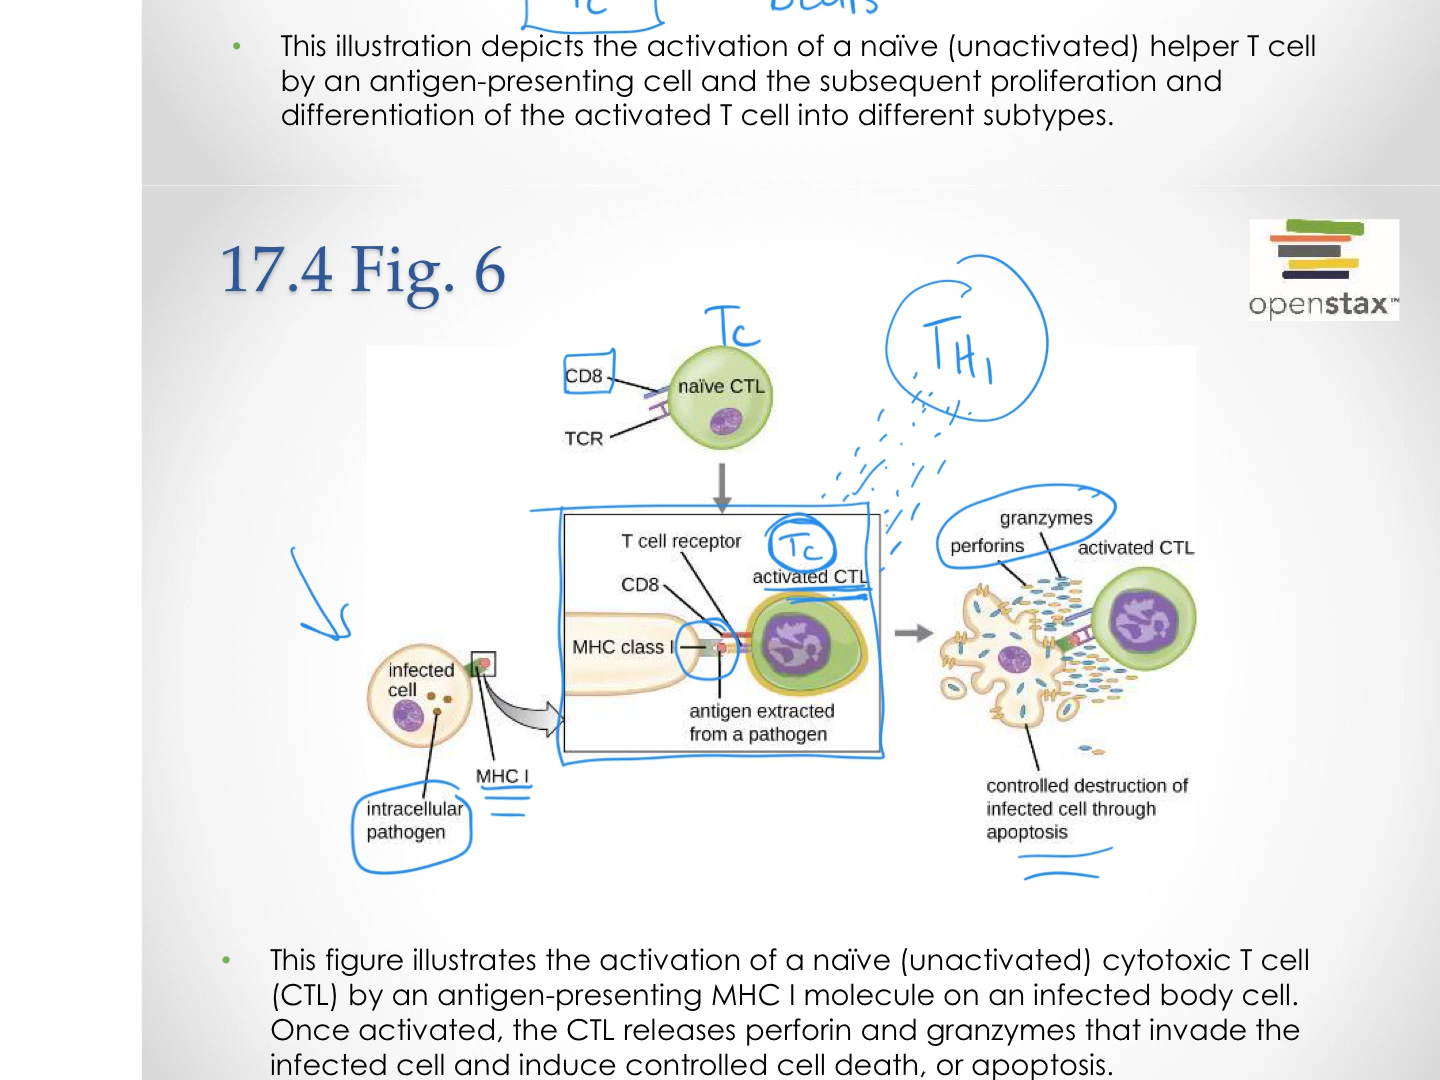 Tc
• This illustration depicts the activation of a naïve (unactivated) helper T cell
by an antigen-presenting cell and the subsequent proliferation and
differentiation of the activated T cell into different subtypes.
17.4 Fig. 6
openstax™
Tc
TH1
CD8
naïve CTL
TCR
granzymes
perforins
activated CTL
T cell receptor
Tc
CD8
activated CTL
MHC class I
antigen extracted
from a pathogen
infected
cell
MHC I
intracellular
pathogen
controlled destruction of
infected cell through
apoptosis
• This figure illustrates the activation of a naïve (unactivated) cytotoxic T cell
(CTL) by an antigen-presenting MHC I molecule on an infected body cell.
Once activated, the CTL releases perforin and granzymes that invade the
infected cell and induce controlled cell death, or apoptosis.